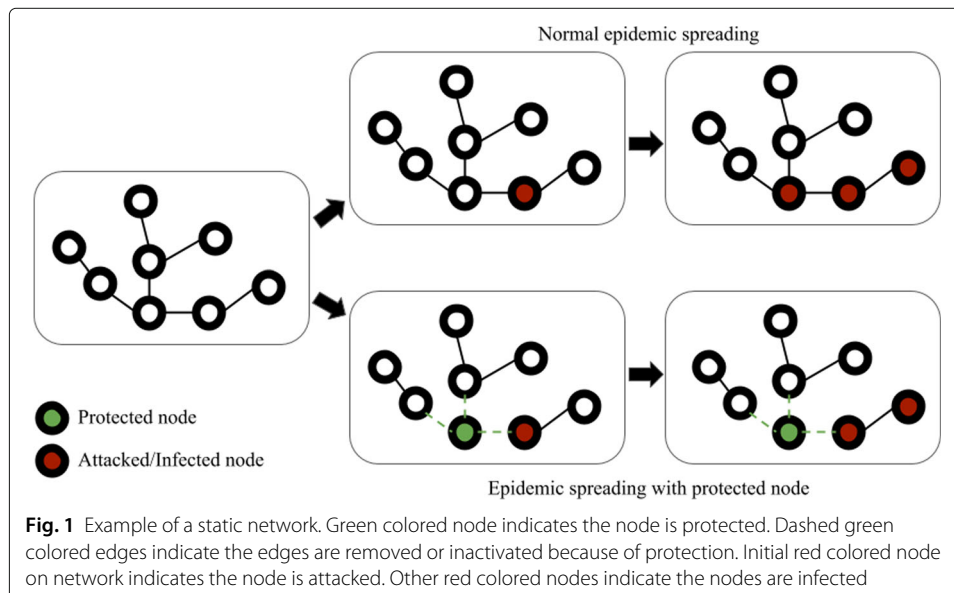 Normal epidemic spreading
Protected node
Attacked/Infected node
Epidemic spreading with protected node
Fig. 1 Example of a static network. Green colored node indicates the node is protected. Dashed green
colored edges indicate the edges are removed or inactivated because of protection. Initial red colored node
on network indicates the node is attacked. Other red colored nodes indicate the nodes are infected